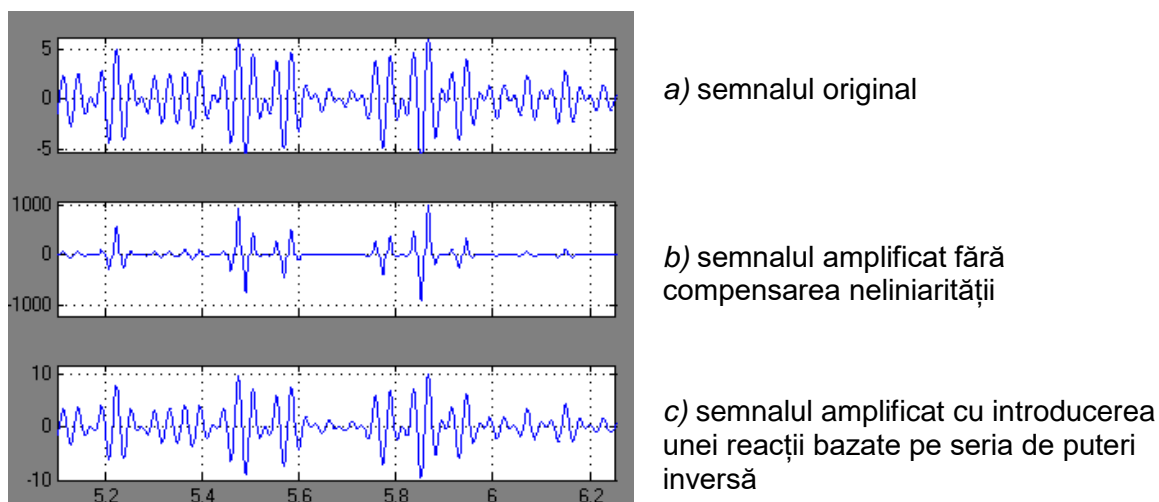 5
0
-5
a) semnalul original
1000
0
-1000
b) semnalul amplificat fără
compensarea neliniarității
10
0
-10
5.2 5.4 5.6 5.8 6 6.2
c) semnalul amplificat cu introducerea
unei reacții bazate pe seria de puteri
inversă